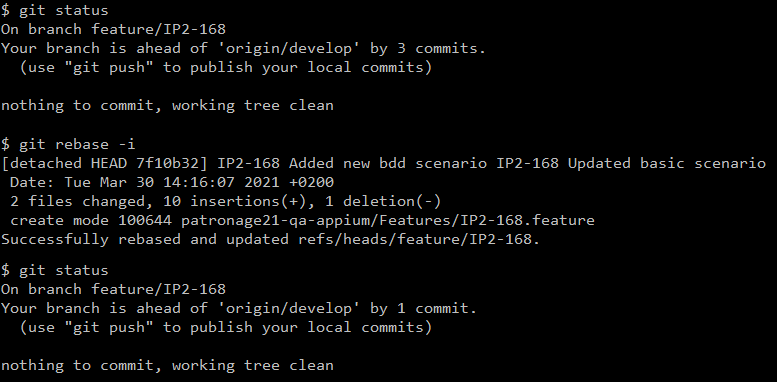 $ git status
On branch feature/IP2-168
Your branch is ahead of 'origin/develop' by 3 commits.
  (use "git push" to publish your local commits)
nothing to commit, working tree clean
$ git rebase -i
[detached HEAD 7f10b32] IP2-168 Added new bdd scenario IP2-168 Updated basic scenario
 Date: Tue Mar 30 14:16:07 2021 +0200
 2 files changed, 10 insertions(+), 1 deletion(-)
 create mode 100644 patronage21-qa-appium/Features/IP2-168.feature
Successfully rebased and updated refs/heads/feature/IP2-168.
$ git status
On branch feature/IP2-168
Your branch is ahead of 'origin/develop' by 1 commit.
  (use "git push" to publish your local commits)
nothing to commit, working tree clean